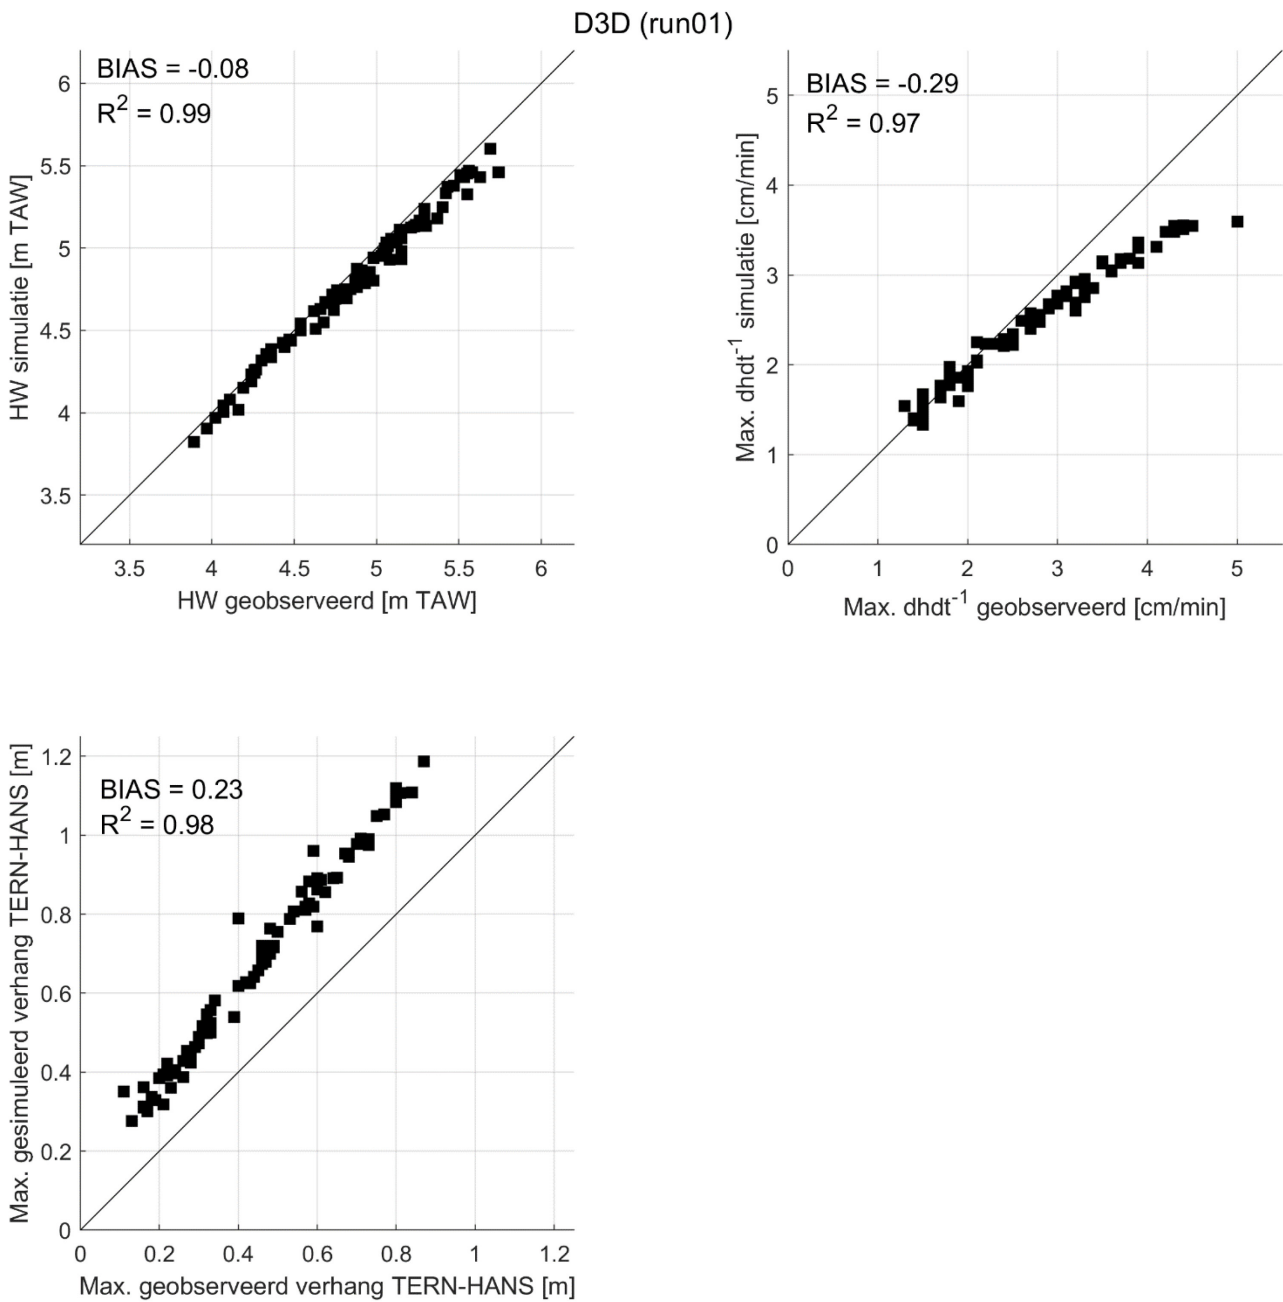 D3D (run01)
BIAS = -0.08
R² = 0.99
6
5.5
5
4.5
4
3.5
3.5 4 4.5 5 5.5 6
HW simulatie [m TAW]
HW geobserveerd [m TAW]
BIAS = -0.29
R² = 0.97
5
4
3
2
1
0
0 1 2 3 4 5
Max. dhdt⁻¹ simulatie [cm/min]
Max. dhdt⁻¹ geobserveerd [cm/min]
BIAS = 0.23
R² = 0.98
1.2
1
0.8
0.6
0.4
0.2
0
0 0.2 0.4 0.6 0.8 1 1.2
Max. gesimuleerd verhang TERN-HANS [m]
Max. geobserveerd verhang TERN-HANS [m]